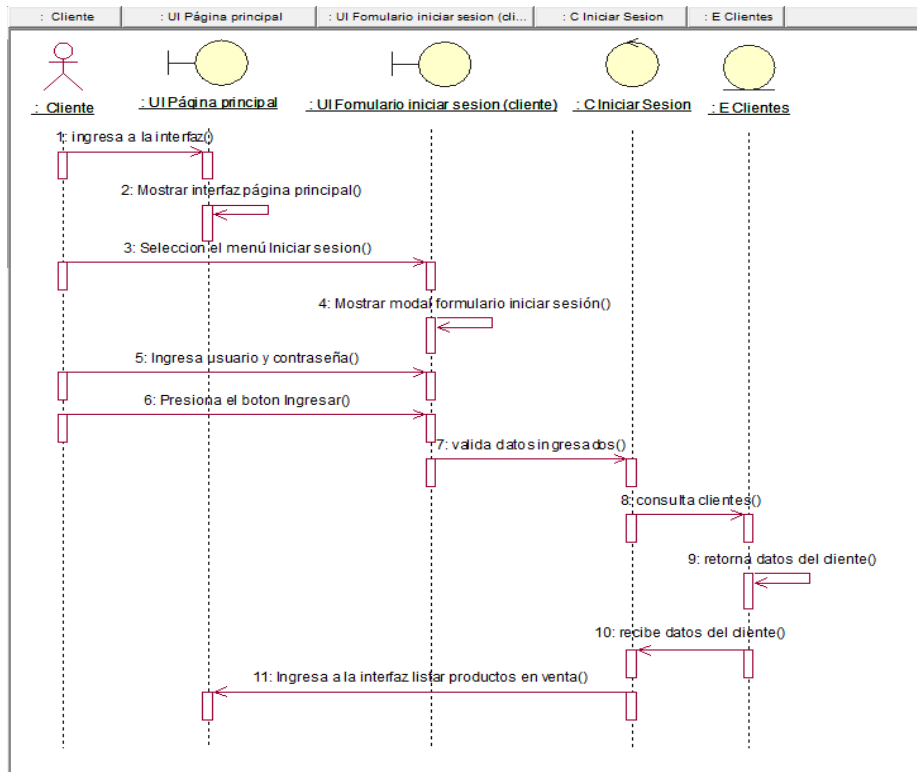 : Cliente
: UI Página principal
: UI Fomulario iniciar sesion (cli...
: C Iniciar Sesion
: E Clientes
: Cliente
: UI Página principal
: UI Fomulario iniciar sesion (cliente)
: C Iniciar Sesion
: E Clientes
1: ingresa a la interfaz()
2: Mostrar interfaz página principal()
3: Seleccion el menú Iniciar sesion()
4: Mostrar modal formulario iniciar sesión()
5: Ingresa usuario y contraseña()
6: Presiona el boton Ingresar()
7: valida datos ingresados()
8: consulta clientes()
9: retorna datos del cliente()
10: recibe datos del cliente()
11: Ingresa a la interfaz listar productos en venta()